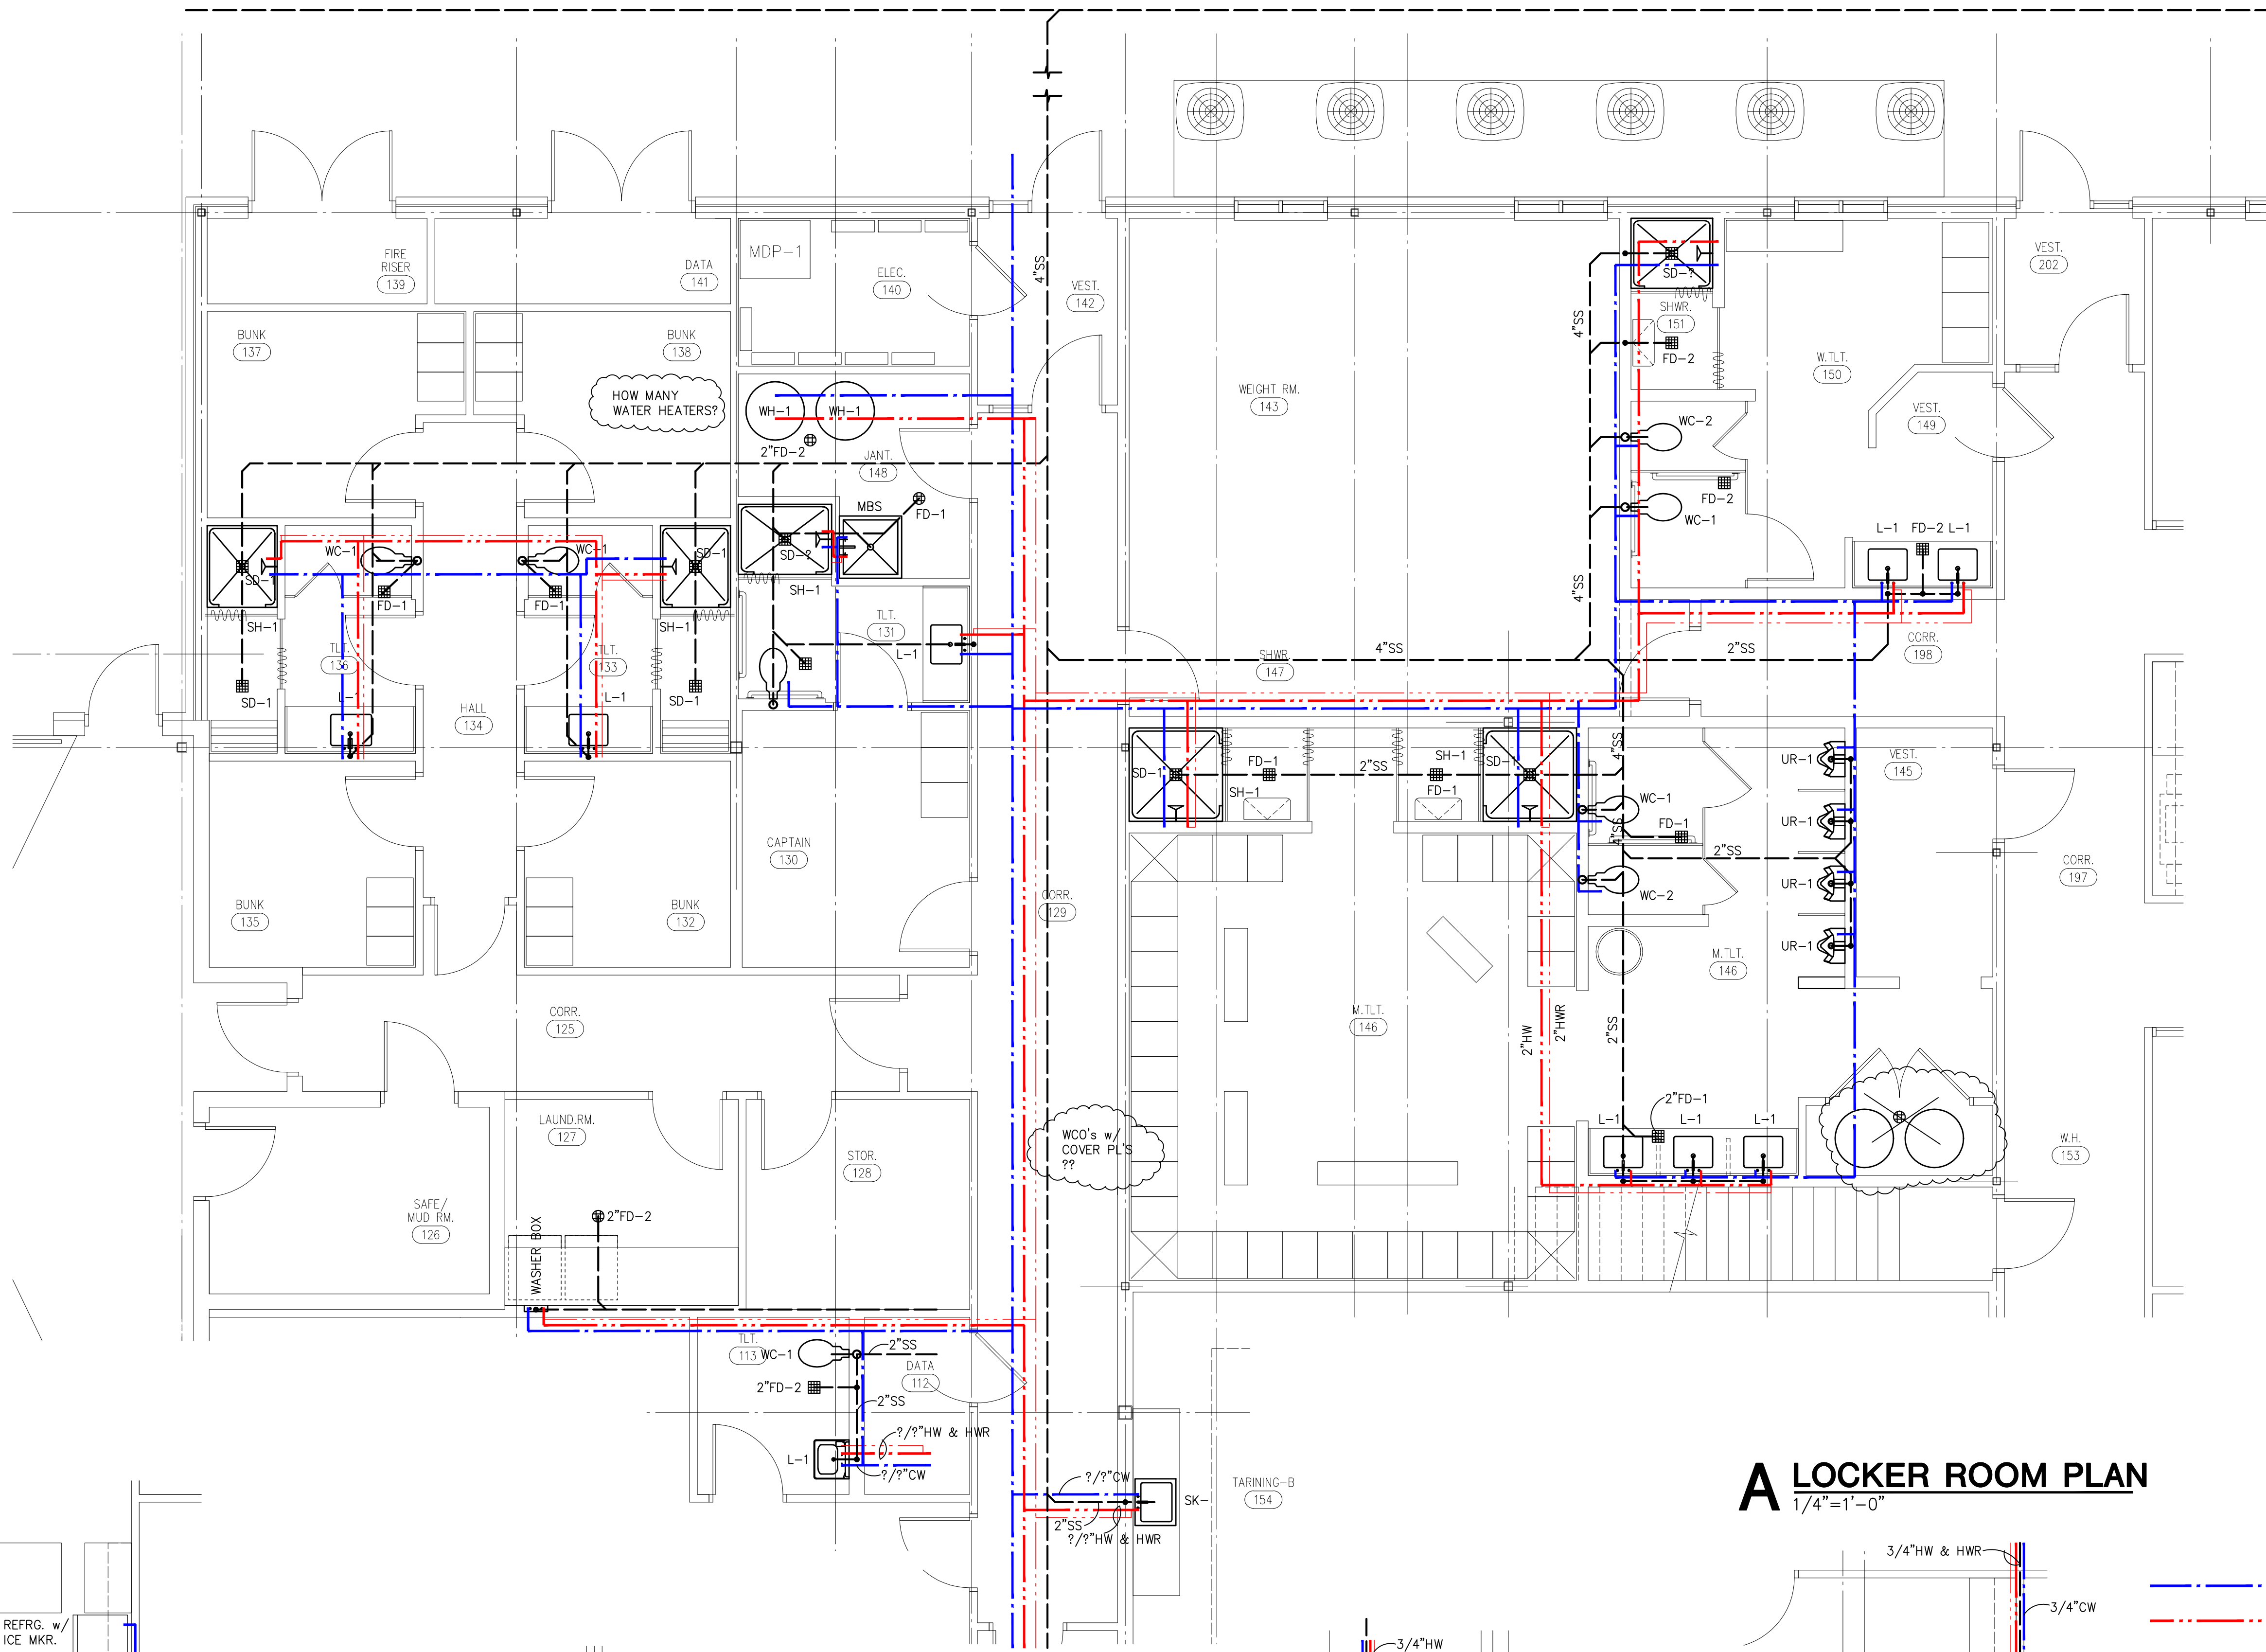 4"SS
FIRE
RISER
139
DATA
141
MDP-1
ELEC.
140
VEST.
142
BUNK
137
BUNK
138
HOW MANY
WATER HEATERS?
WH-1
WH-1
2"FD-2
JANT.
148
MBS
FD-1
WEIGHT RM.
143
4"SS
SD-?
SHWR.
151
FD-2
W.TLT.
150
VEST.
202
WC-2
VEST.
149
FD-2
WC-1
L-1 FD-2 L-1
4"SS
SD-1
WC-1
FD-1
SH-1
WC-1
FD-1
SD-1
SH-1
SD-?
SH-1
TLT.
136
TLT.
133
TLT.
131
L-1
SD-1
L-1
L-1
SD-1
HALL
134
SHWR.
147
4"SS
2"SS
CORR.
198
SD-1
FD-1
SH-1
2"SS
SH-1
FD-1
SD-1
4"SS
WC-1
4"SS
FD-1
UR-1
VEST.
145
UR-1
2"SS
WC-2
UR-1
UR-1
CAPTAIN
130
BUNK
135
BUNK
132
CORR.
129
CORR.
197
M.TLT.
146
M.TLT.
146
2"HW
2"HWR
2"SS
CORR.
125
LAUND.RM.
127
STOR.
128
WCO's w/
COVER PL'S
??
2"FD-1
L-1
L-1
L-1
W.H.
153
SAFE/
MUD RM.
126
WASHER BOX
2"FD-2
TLT.
113
WC-1
2"SS
DATA
112
2"FD-2
2"SS
?/?"HW & HWR
L-1
?/?"CW
?/?"CW
SK-
2"SS
?/?"HW & HWR
TARINING-B
154
A LOCKER ROOM PLAN
1/4"=1'-0"
REFRG. w/
ICE MKR.
3/4"HW
3/4"HW & HWR
3/4"CW